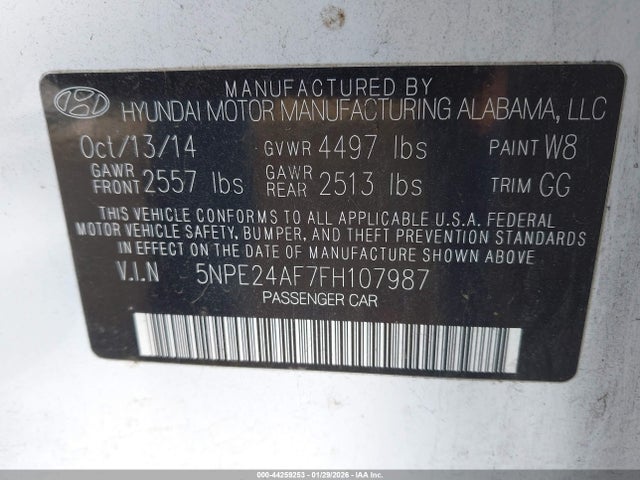 MANUFACTURED BY
HYUNDAI MOTOR MANUFACTURING ALABAMA, LLC
Oct/13/14 GVWR 4497 lbs PAINT W8
GAWR FRONT 2557 lbs GAWR REAR 2513 lbs TRIM GG
THIS VEHICLE CONFORMS TO ALL APPLICABLE U.S.A. FEDERAL
MOTOR VEHICLE SAFETY, BUMPER, AND THEFT PREVENTION STANDARDS
IN EFFECT ON THE DATE OF MANUFACTURE SHOWN ABOVE.
V.I.N 5NPE24AF7FH107987
PASSENGER CAR
000-44259253 - 01/29/2026 - IAAI.COM - Copart